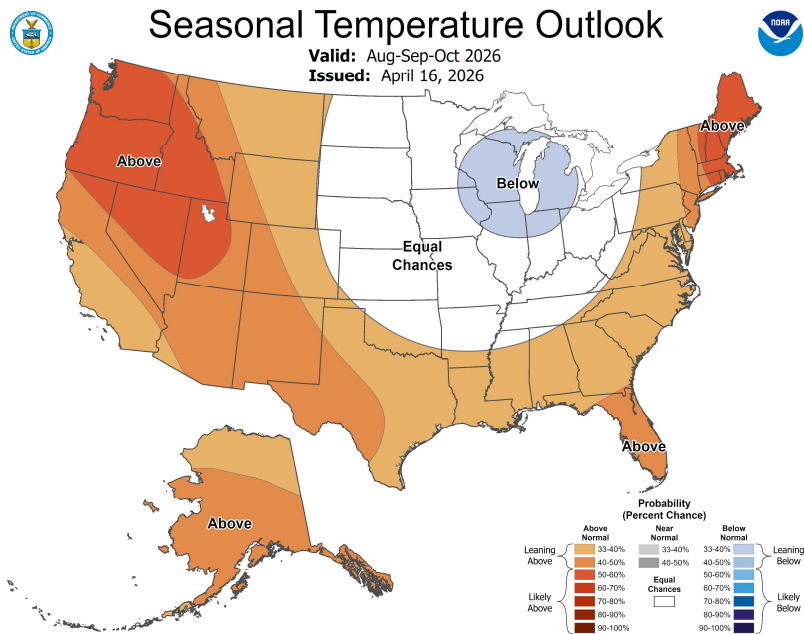 Seasonal Temperature Outlook
Valid: Aug-Sep-Oct 2026
Issued: April 16, 2026
NOAA
Above
Above
Below
Equal
Chances
Above
Above
Probability
(Percent Chance)
Above
Normal
Near
Normal
Below
Normal
Leaning
Above
33-40%
40-50%
Likely
Above
50-60%
60-70%
70-80%
80-90%
90-100%
33-40%
40-50%
Equal
Chances
33-40%
40-50%
Leaning
Below
50-60%
60-70%
70-80%
80-90%
90-100%
Likely
Below